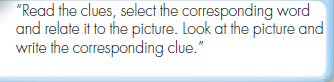 "Read the clues, select the corresponding word
and relate it to the picture. Look at the picture and
write the corresponding clue."